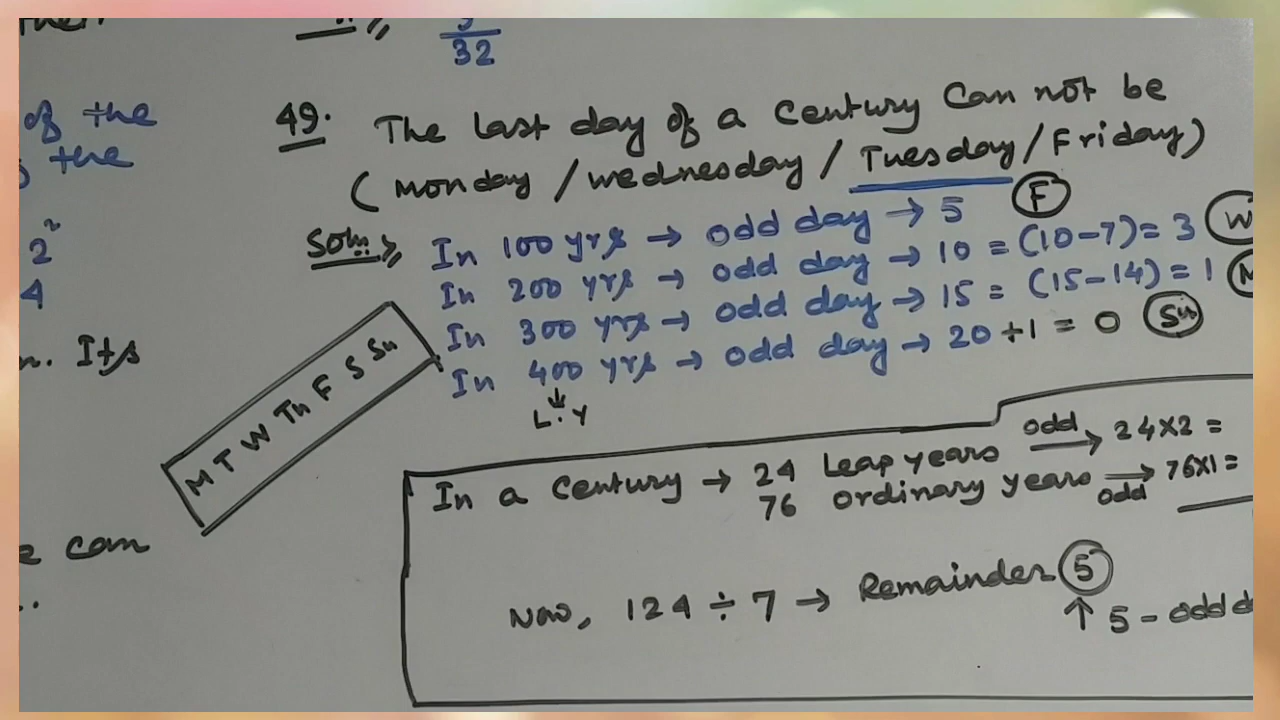 32
of the
the
2²
4
n. Its
can
49. The last day of a century can not be
(monday / wednesday / Tuesday / Friday)
Soln. In 100 yrs → odd day → 5 F
In 200 yrs → odd day → 10 = (10-7) = 3 W
In 300 yrs → odd day → 15 = (15-14) = 1 M
In 400 yrs → odd day → 20 +1 = 0 Su
L.Y
M T W Th F S Su
In a century → 24 Leap years odd → 24×2 =
76 ordinary years → odd 76×1 =
Now, 124 ÷ 7 → Remainder 5
↑ 5 - odd d